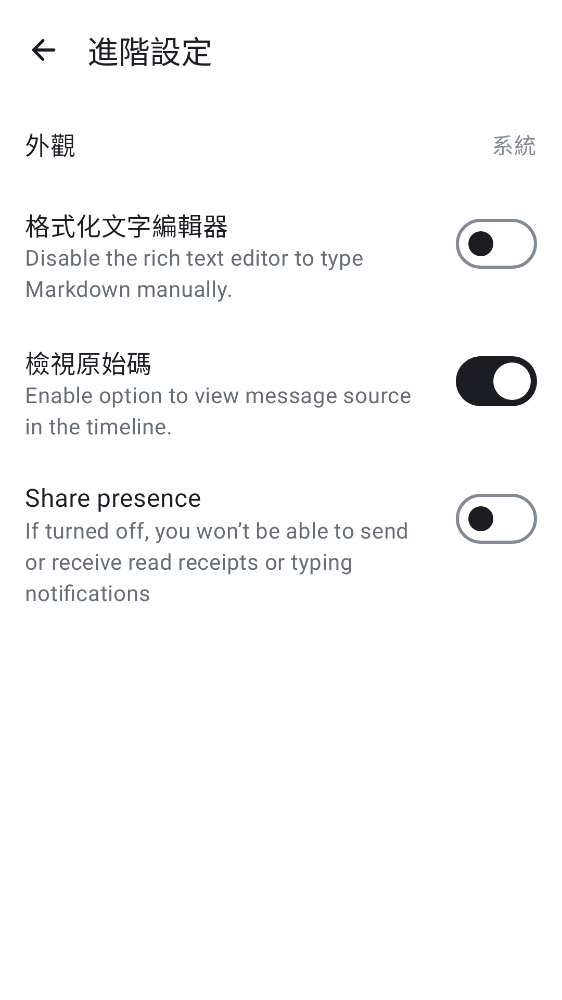 進階設定
外觀
系統
格式化文字編輯器
Disable the rich text editor to type
Markdown manually.
檢視原始碼
Enable option to view message source
in the timeline.
Share presence
If turned off, you won’t be able to send
or receive read receipts or typing
notifications